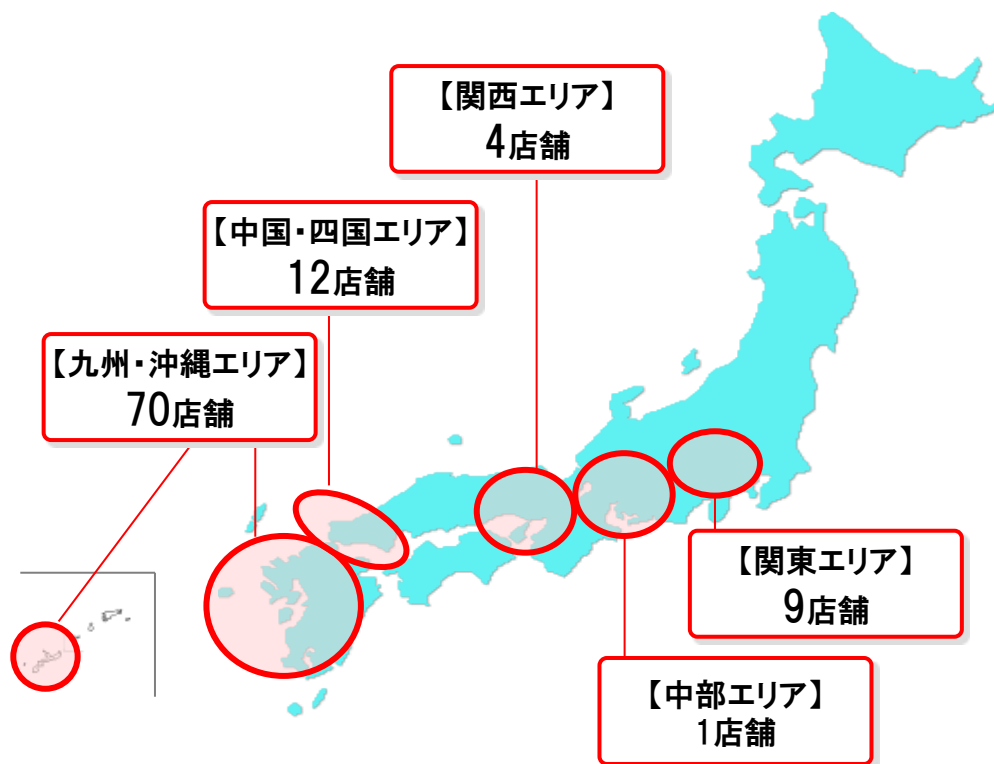 【関西エリア】
4店舗
【中国・四国エリア】
12店舗
【九州・沖縄エリア】
70店舗
【関東エリア】
9店舗
【中部エリア】
1店舗